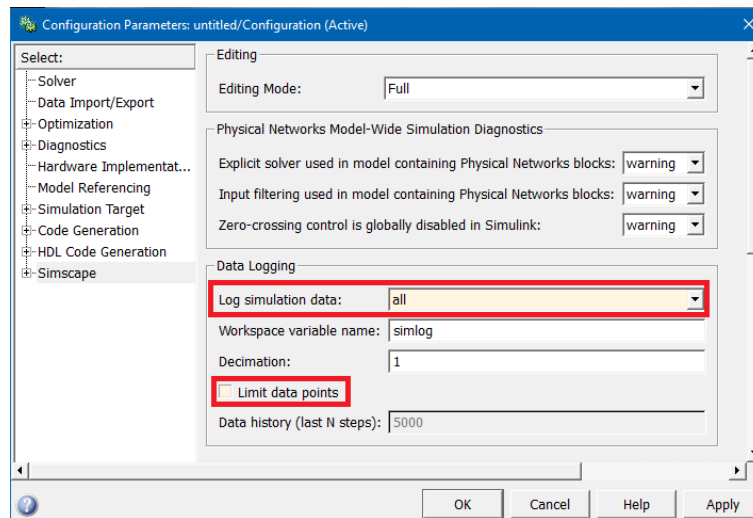 Configuration Parameters: untitled/Configuration (Active)
Select:
Solver
Data Import/Export
Optimization
Diagnostics
Hardware Implementat...
Model Referencing
Simulation Target
Code Generation
HDL Code Generation
Simscape
Editing
Editing Mode: Full
Physical Networks Model-Wide Simulation Diagnostics
Explicit solver used in model containing Physical Networks blocks: warning
Input filtering used in model containing Physical Networks blocks: warning
Zero-crossing control is globally disabled in Simulink: warning
Data Logging
Log simulation data: all
Workspace variable name: simlog
Decimation: 1
Limit data points
Data history (last N steps): 5000
OK Cancel Help Apply